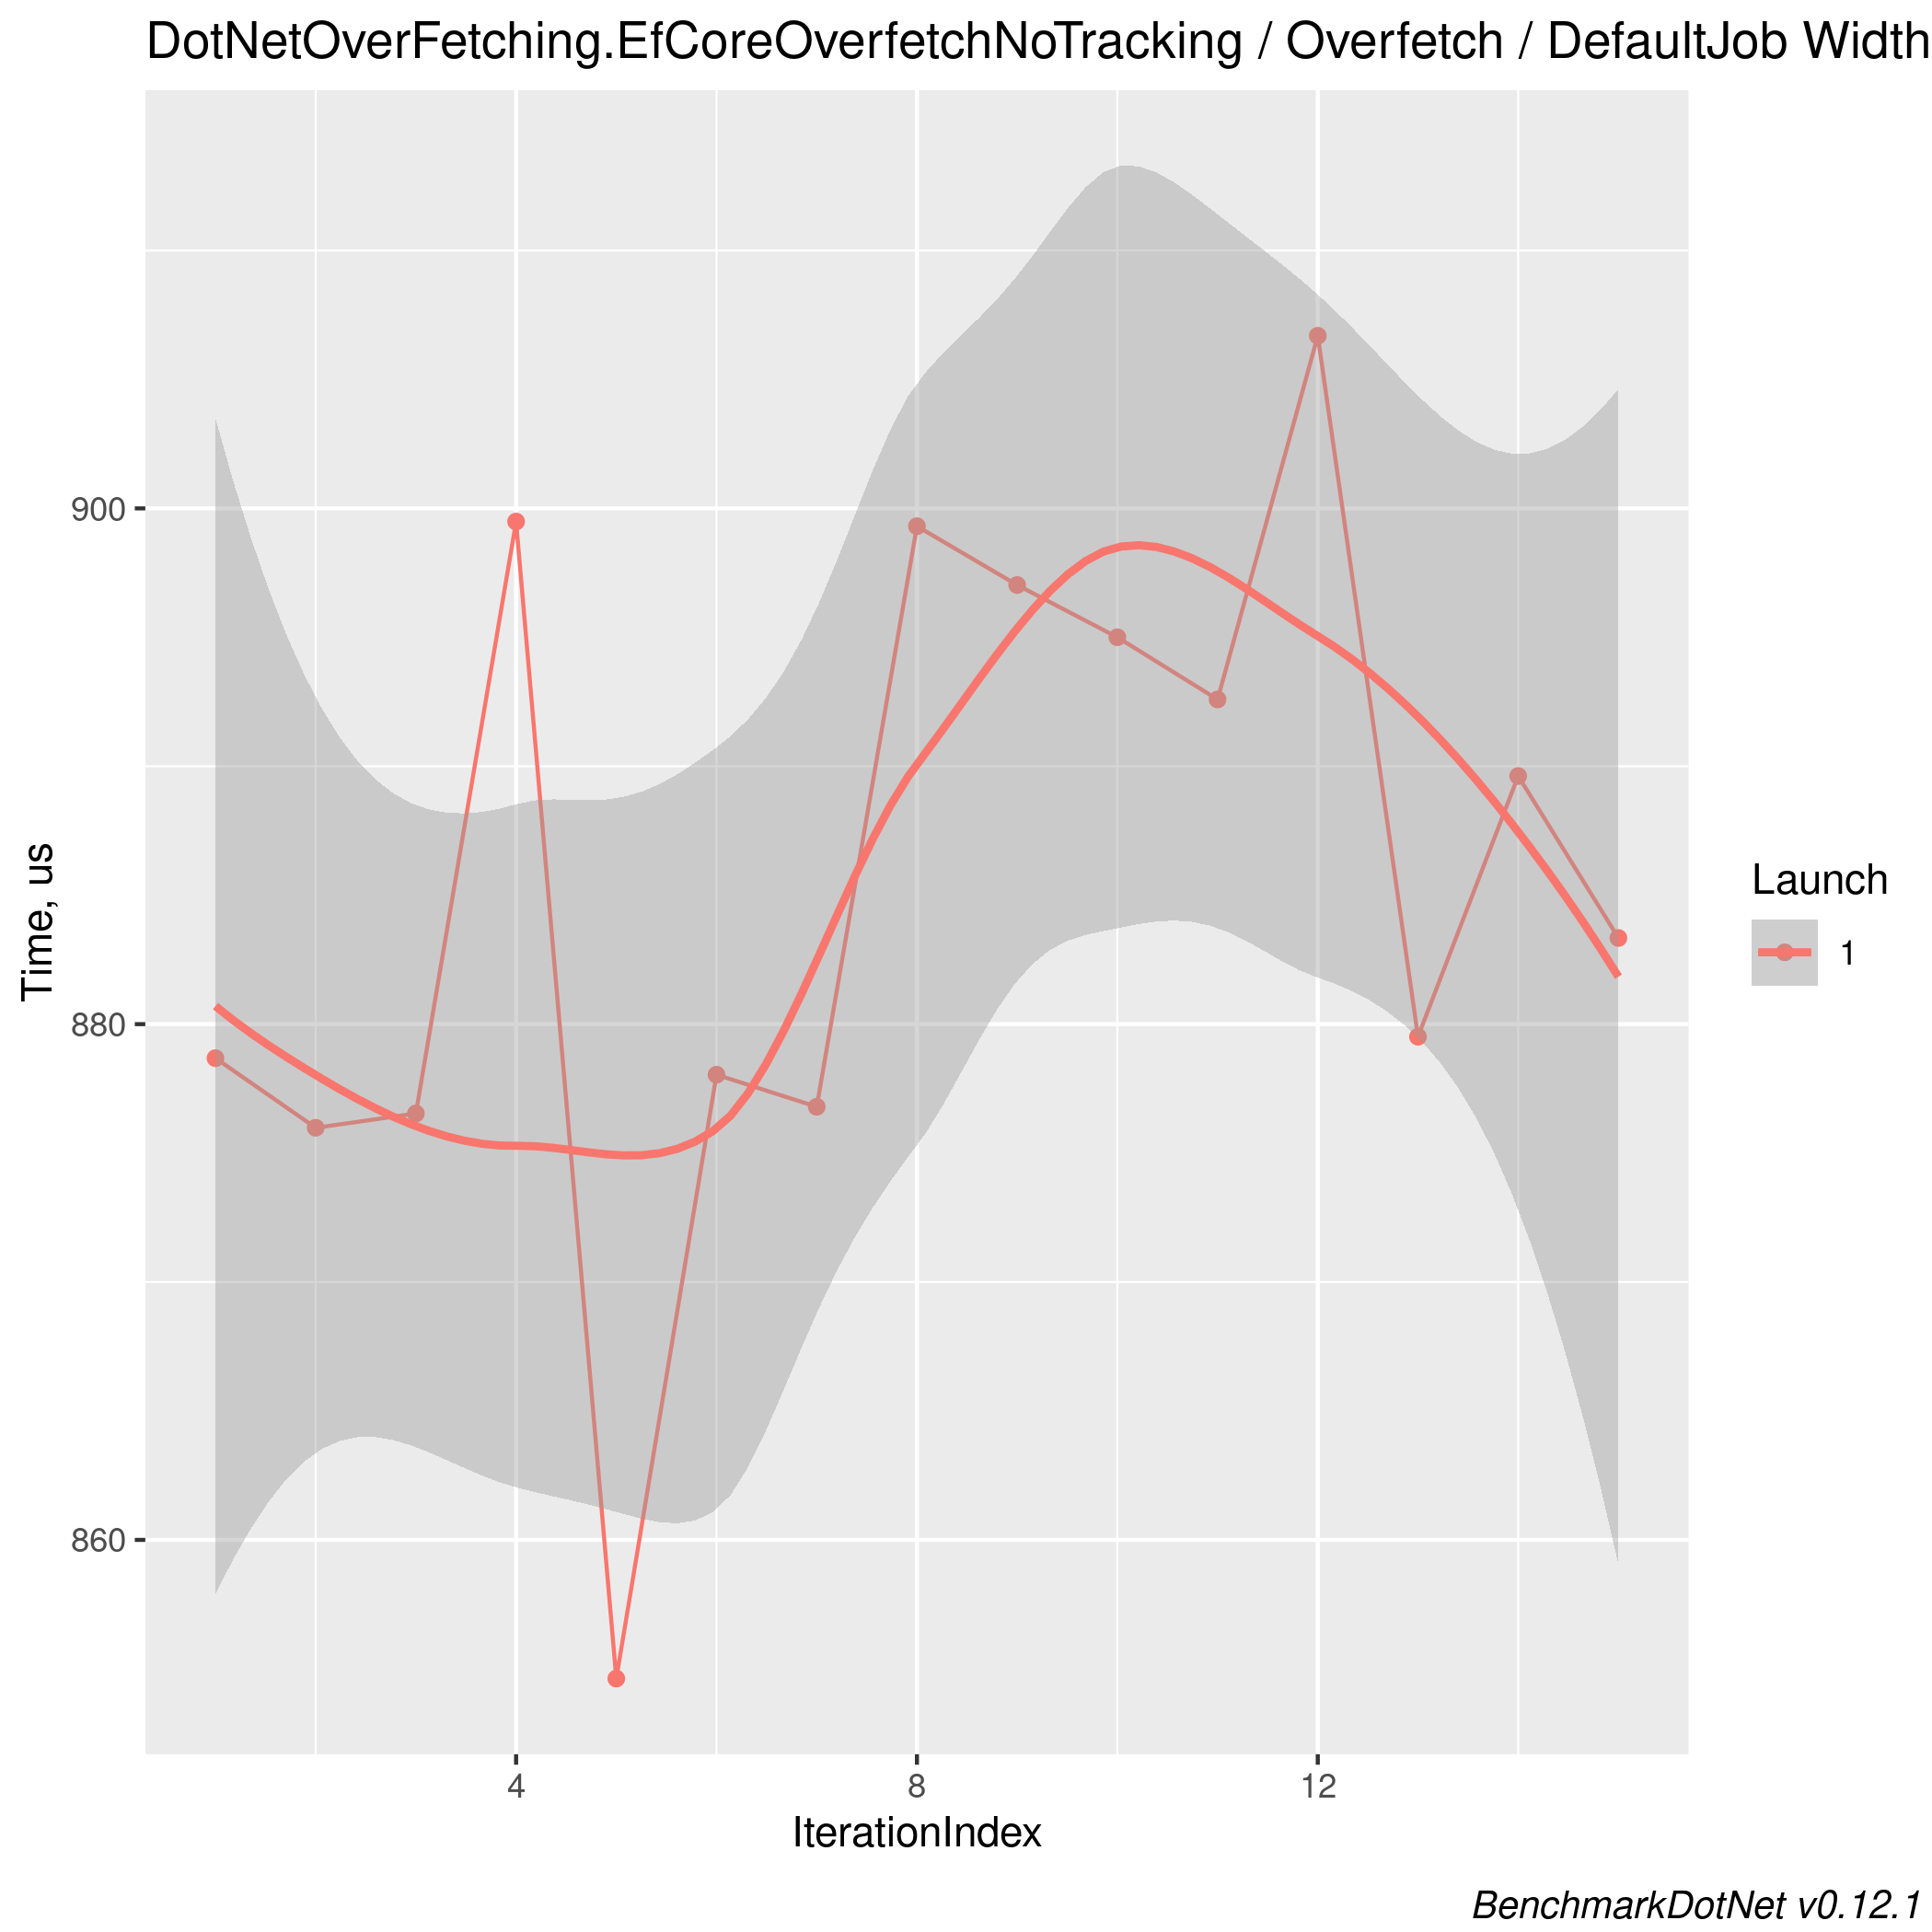 DotNetOverFetching.EfCoreOverfetchNoTracking / Overfetch / DefaultJob Width
900
880
860
Time, us
4
8
12
IterationIndex
Launch
1
BenchmarkDotNet v0.12.1